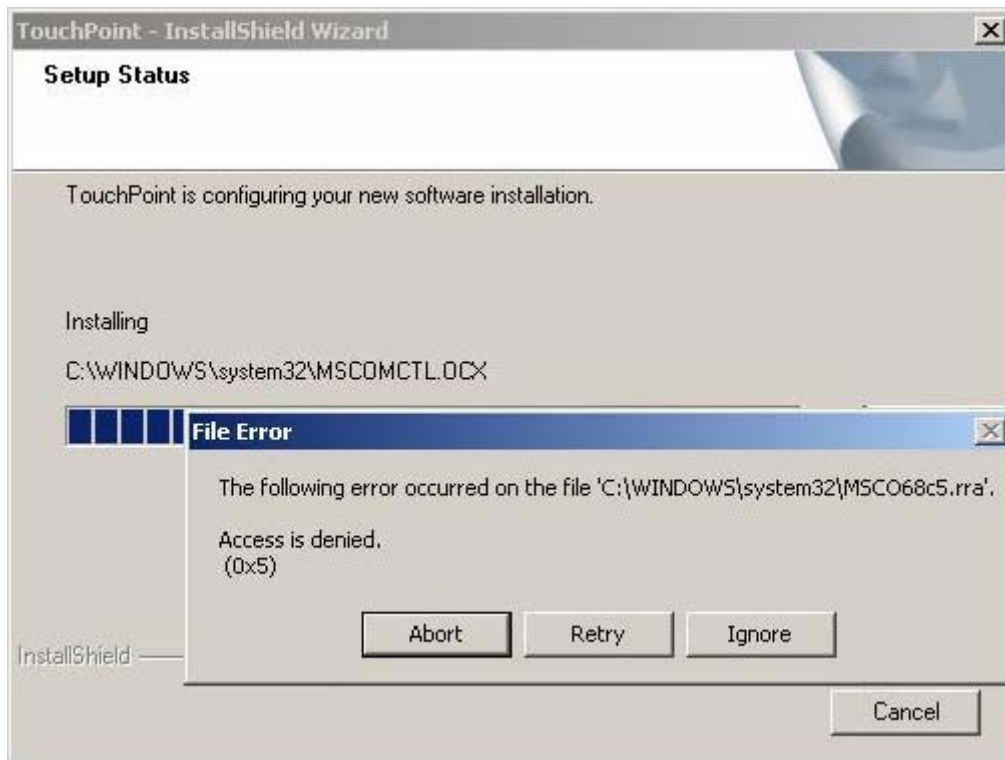 TouchPoint - InstallShield Wizard
Setup Status
TouchPoint is configuring your new software installation.
Installing
C:\WINDOWS\system32\MSCOMCTL.OCX
File Error
The following error occurred on the file 'C:\WINDOWS\system32\MSCO68c5.rra'.
Access is denied.
(0x5)
Abort Retry Ignore
InstallShield
Cancel